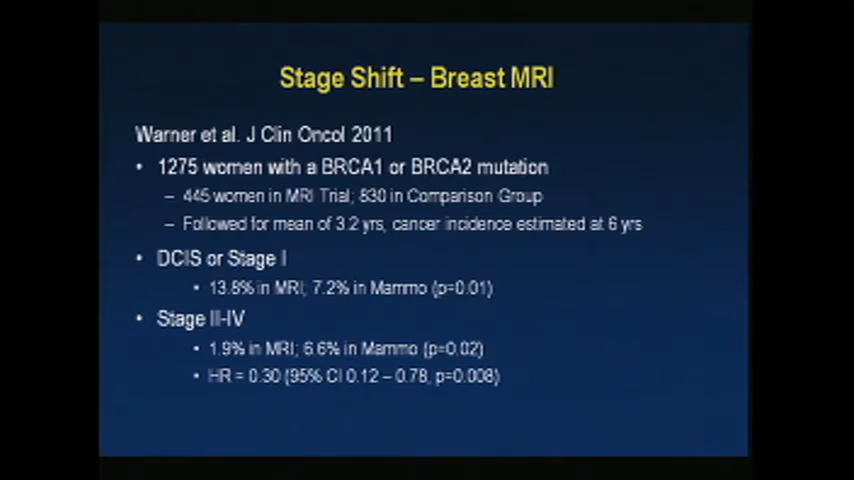 Stage Shift – Breast MRI
Warner et al. J Clin Oncol 2011
• 1275 women with a BRCA1 or BRCA2 mutation
– 445 women in MRI Trial; 830 in Comparison Group
– Followed for mean of 3.2 yrs, cancer incidence estimated at 6 yrs
• DCIS or Stage I
• 13.8% in MRI; 7.2% in Mammo (p=0.01)
• Stage II-IV
• 1.9% in MRI; 6.6% in Mammo (p=0.02)
• HR = 0.30 (95% CI 0.12 – 0.78, p=0.008)